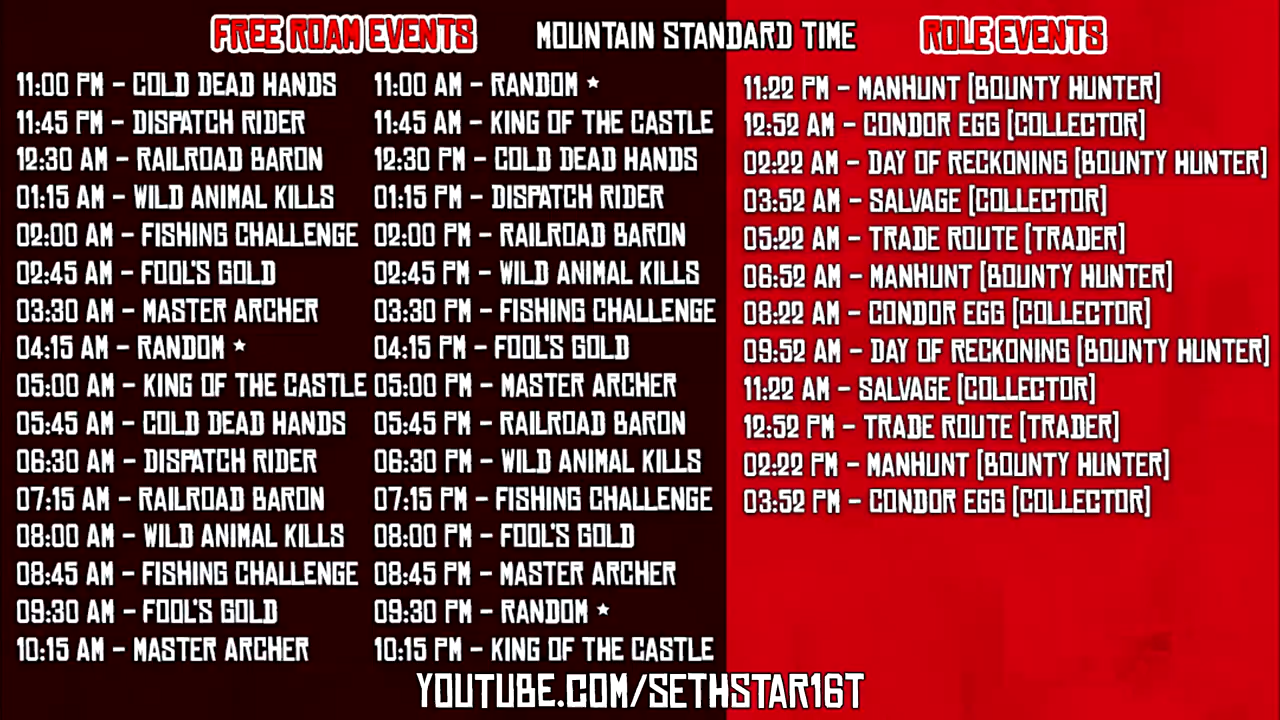 FREE ROAM EVENTS
MOUNTAIN STANDARD TIME
ROLE EVENTS
11:00 PM – COLD DEAD HANDS
11:45 PM – DISPATCH RIDER
12:30 AM – RAILROAD BARON
01:15 AM – WILD ANIMAL KILLS
02:00 AM – FISHING CHALLENGE
02:45 AM – FOOL'S GOLD
03:30 AM – MASTER ARCHER
04:15 AM – RANDOM ★
05:00 AM – KING OF THE CASTLE
05:45 AM – COLD DEAD HANDS
06:30 AM – DISPATCH RIDER
07:15 AM – RAILROAD BARON
08:00 AM – WILD ANIMAL KILLS
08:45 AM – FISHING CHALLENGE
09:30 AM – FOOL'S GOLD
10:15 AM – MASTER ARCHER
11:00 AM – RANDOM ★
11:45 AM – KING OF THE CASTLE
12:30 PM – COLD DEAD HANDS
01:15 PM – DISPATCH RIDER
02:00 PM – RAILROAD BARON
02:45 PM – WILD ANIMAL KILLS
03:30 PM – FISHING CHALLENGE
04:15 PM – FOOL'S GOLD
05:00 PM – MASTER ARCHER
05:45 PM – RAILROAD BARON
06:30 PM – WILD ANIMAL KILLS
07:15 PM – FISHING CHALLENGE
08:00 PM – FOOL'S GOLD
08:45 PM – MASTER ARCHER
09:30 PM – RANDOM ★
10:15 PM – KING OF THE CASTLE
11:22 PM – MANHUNT [BOUNTY HUNTER]
12:52 AM – CONDOR EGG [COLLECTOR]
02:22 AM – DAY OF RECKONING [BOUNTY HUNTER]
03:52 AM – SALVAGE [COLLECTOR]
05:22 AM – TRADE ROUTE [TRADER]
06:52 AM – MANHUNT [BOUNTY HUNTER]
08:22 AM – CONDOR EGG [COLLECTOR]
09:52 AM – DAY OF RECKONING [BOUNTY HUNTER]
11:22 AM – SALVAGE [COLLECTOR]
12:52 PM – TRADE ROUTE [TRADER]
02:22 PM – MANHUNT [BOUNTY HUNTER]
03:52 PM – CONDOR EGG [COLLECTOR]
YOUTUBE.COM/SETHSTAR16T